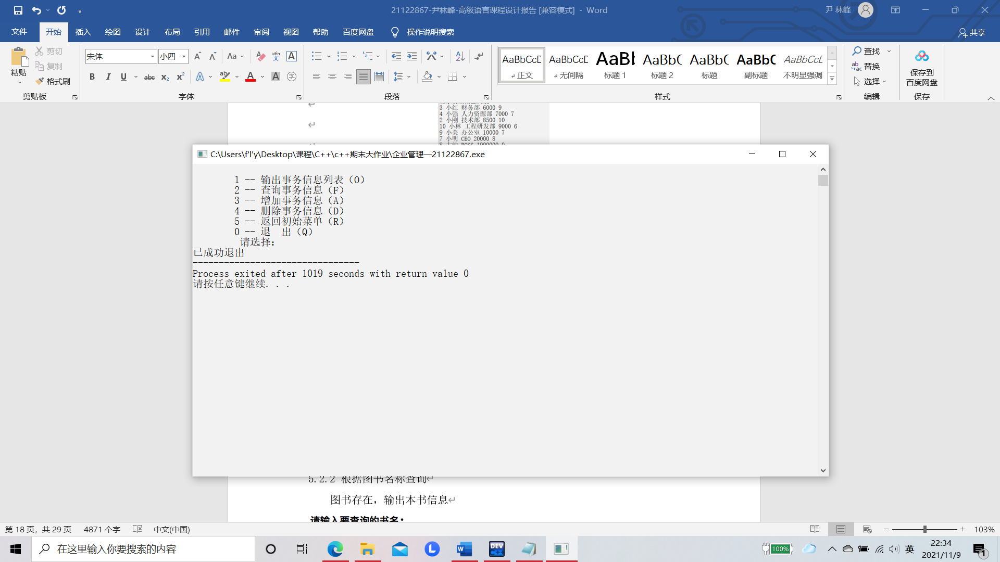 21122867-尹林峰-高级语言课程设计报告 [兼容模式] - Word
尹 林峰
文件 开始 插入 绘图 设计 布局 引用 邮件 审阅 视图 帮助 百度网盘 操作说明搜索 共享
粘贴
剪切
复制
格式刷
剪贴板
宋体 小四
字体
段落
AaBbCcD 正文
AaBbCcD 无间隔
AaBl 标题 1
AaBbC 标题 2
AaBbC 标题
AaBbC 副标题
AaBbCcD 不明显强调
样式
查找
替换
选择
编辑
保存到
百度网盘
保存
3 小红 财务部 6000 9
4 小强 人力资源部 7000 7
2 小刚 技术部 8500 10
10 小林 工程研发部 9000 6
9 小美 办公室 10000 7
7 小明 CEO 20000 8
C:\Users\f'l'y\Desktop\课程\C++\c++期末大作业\企业管理—21122867.exe
1 -- 输出事务信息列表（O）
2 -- 查询事务信息（F）
3 -- 增加事务信息（A）
4 -- 删除事务信息（D）
5 -- 返回初始菜单（R）
0 -- 退  出（Q）
请选择：
已成功退出
--------------------------------
Process exited after 1019 seconds with return value 0
请按任意键继续. . .
5.2.2 根据图书名称查询
图书存在，输出本书信息
请输入要查询的书名：
第 18 页，共 29 页 4871 个字 中文(中国) 103%
在这里输入你要搜索的内容
100%
英
22:34
2021/11/9
1